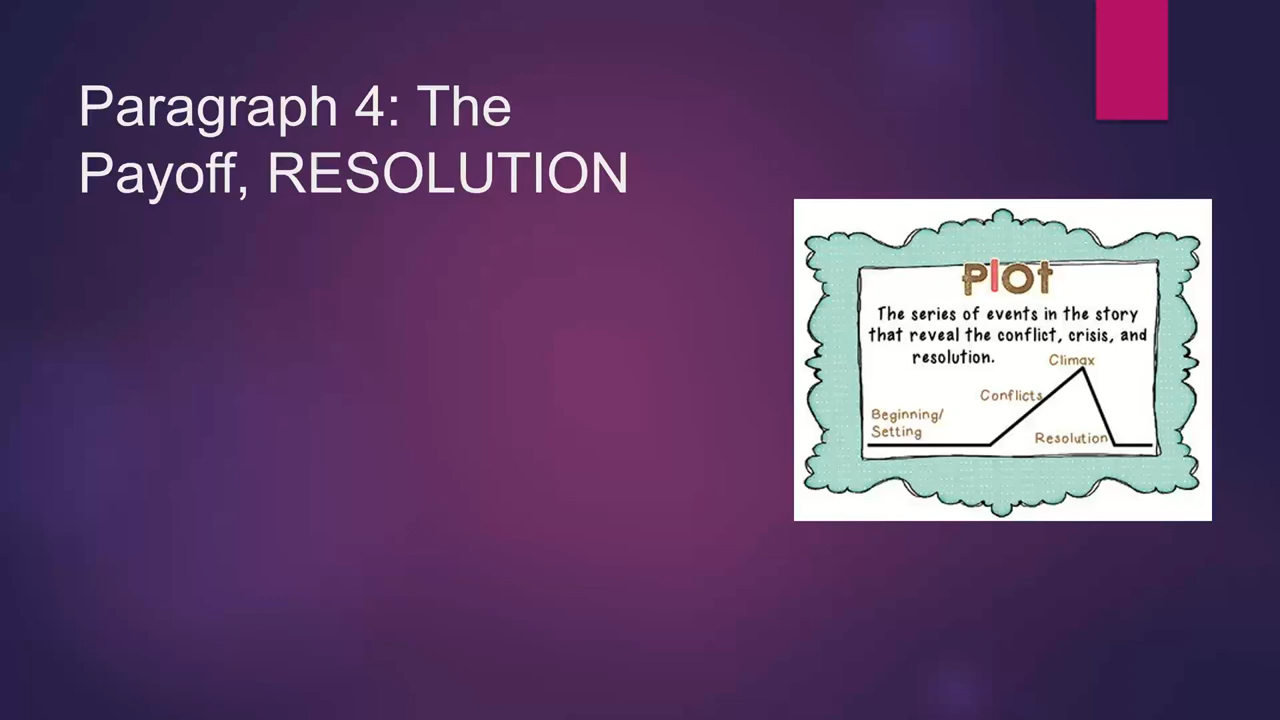 Paragraph 4: The
Payoff, RESOLUTION
PlOt
The series of events in the story
that reveal the conflict, crisis, and
resolution.
Climax
Conflicts
Beginning/
Setting
Resolution